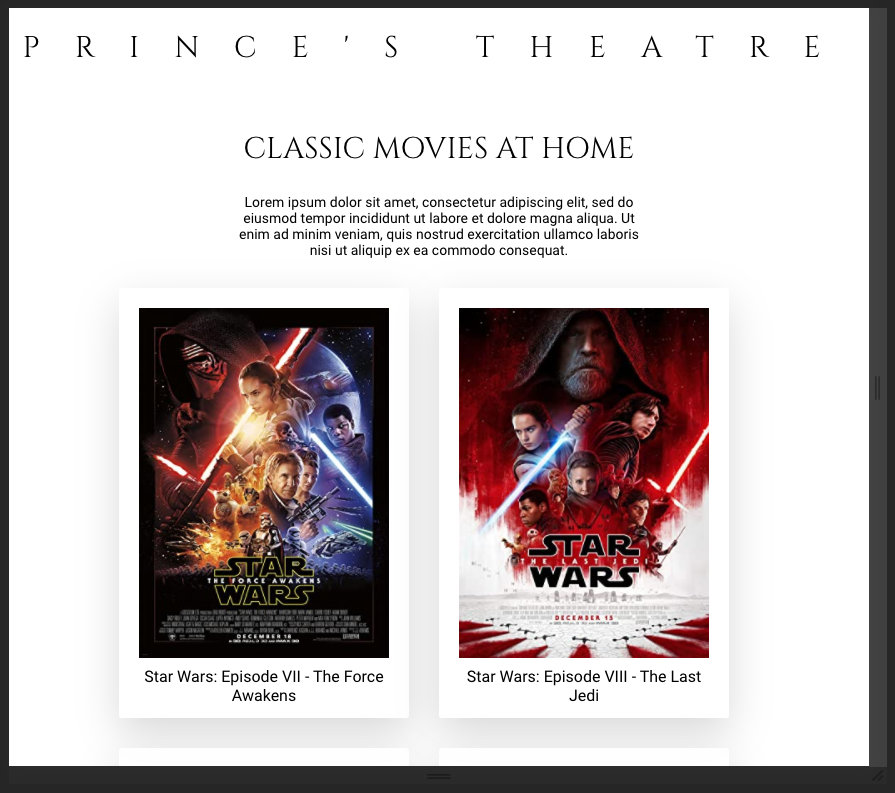 PRINCE'S THEATRE
CLASSIC MOVIES AT HOME
Lorem ipsum dolor sit amet, consectetur adipiscing elit, sed do
eiusmod tempor incididunt ut labore et dolore magna aliqua. Ut
enim ad minim veniam, quis nostrud exercitation ullamco laboris
nisi ut aliquip ex ea commodo consequat.
STAR
THE FORCE AWAKENS
WARS
DECEMBER 18
Star Wars: Episode VII - The Force
Awakens
STAR
THE LAST JEDI
WARS
DECEMBER 15
Star Wars: Episode VIII - The Last
Jedi